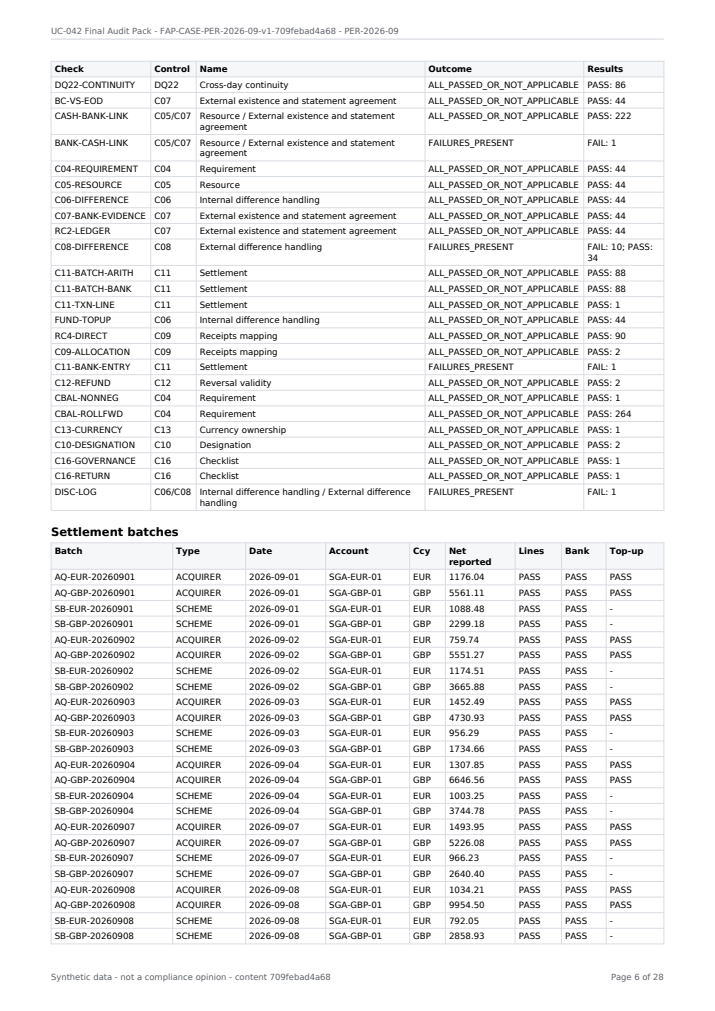 UC-042 Final Audit Pack - FAP-CASE-PER-2026-09-v1-709febad4a68 - PER-2026-09
Check Control Name Outcome Results
DQ22-CONTINUITY DQ22 Cross-day continuity ALL_PASSED_OR_NOT_APPLICABLE PASS: 86
BC-VS-EOD C07 External existence and statement agreement ALL_PASSED_OR_NOT_APPLICABLE PASS: 44
CASH-BANK-LINK C05/C07 Resource / External existence and statement ALL_PASSED_OR_NOT_APPLICABLE PASS: 222
agreement
BANK-CASH-LINK C05/C07 Resource / External existence and statement FAILURES_PRESENT FAIL: 1
agreement
C04-REQUIREMENT C04 Requirement ALL_PASSED_OR_NOT_APPLICABLE PASS: 44
C05-RESOURCE C05 Resource ALL_PASSED_OR_NOT_APPLICABLE PASS: 44
C06-DIFFERENCE C06 Internal difference handling ALL_PASSED_OR_NOT_APPLICABLE PASS: 44
C07-BANK-EVIDENCE C07 External existence and statement agreement ALL_PASSED_OR_NOT_APPLICABLE PASS: 44
RC2-LEDGER C07 External existence and statement agreement ALL_PASSED_OR_NOT_APPLICABLE PASS: 44
C08-DIFFERENCE C08 External difference handling FAILURES_PRESENT FAIL: 10; PASS:
34
C11-BATCH-ARITH C11 Settlement ALL_PASSED_OR_NOT_APPLICABLE PASS: 88
C11-BATCH-BANK C11 Settlement ALL_PASSED_OR_NOT_APPLICABLE PASS: 88
C11-TXN-LINE C11 Settlement ALL_PASSED_OR_NOT_APPLICABLE PASS: 1
FUND-TOPUP C06 Internal difference handling ALL_PASSED_OR_NOT_APPLICABLE PASS: 44
RC4-DIRECT C09 Receipts mapping ALL_PASSED_OR_NOT_APPLICABLE PASS: 90
C09-ALLOCATION C09 Receipts mapping ALL_PASSED_OR_NOT_APPLICABLE PASS: 2
C11-BANK-ENTRY C11 Settlement FAILURES_PRESENT FAIL: 1
C12-REFUND C12 Reversal validity ALL_PASSED_OR_NOT_APPLICABLE PASS: 2
CBAL-NONNEG C04 Requirement ALL_PASSED_OR_NOT_APPLICABLE PASS: 1
CBAL-ROLLFWD C04 Requirement ALL_PASSED_OR_NOT_APPLICABLE PASS: 264
C13-CURRENCY C13 Currency ownership ALL_PASSED_OR_NOT_APPLICABLE PASS: 1
C10-DESIGNATION C10 Designation ALL_PASSED_OR_NOT_APPLICABLE PASS: 2
C16-GOVERNANCE C16 Checklist ALL_PASSED_OR_NOT_APPLICABLE PASS: 1
C16-RETURN C16 Checklist ALL_PASSED_OR_NOT_APPLICABLE PASS: 1
DISC-LOG C06/C08 Internal difference handling / External difference FAILURES_PRESENT FAIL: 1
handling
Settlement batches
Batch Type Date Account Ccy Net Lines Bank Top-up
reported
AQ-EUR-20260901 ACQUIRER 2026-09-01 SGA-EUR-01 EUR 1176.04 PASS PASS PASS
AQ-GBP-20260901 ACQUIRER 2026-09-01 SGA-GBP-01 GBP 5561.11 PASS PASS PASS
SB-EUR-20260901 SCHEME 2026-09-01 SGA-EUR-01 EUR 1088.48 PASS PASS -
SB-GBP-20260901 SCHEME 2026-09-01 SGA-GBP-01 GBP 2299.18 PASS PASS -
AQ-EUR-20260902 ACQUIRER 2026-09-02 SGA-EUR-01 EUR 759.74 PASS PASS PASS
AQ-GBP-20260902 ACQUIRER 2026-09-02 SGA-GBP-01 GBP 5551.27 PASS PASS PASS
SB-EUR-20260902 SCHEME 2026-09-02 SGA-EUR-01 EUR 1174.51 PASS PASS -
SB-GBP-20260902 SCHEME 2026-09-02 SGA-GBP-01 GBP 3665.88 PASS PASS -
AQ-EUR-20260903 ACQUIRER 2026-09-03 SGA-EUR-01 EUR 1452.49 PASS PASS PASS
AQ-GBP-20260903 ACQUIRER 2026-09-03 SGA-GBP-01 GBP 4730.93 PASS PASS PASS
SB-EUR-20260903 SCHEME 2026-09-03 SGA-EUR-01 EUR 956.29 PASS PASS -
SB-GBP-20260903 SCHEME 2026-09-03 SGA-GBP-01 GBP 1734.66 PASS PASS -
AQ-EUR-20260904 ACQUIRER 2026-09-04 SGA-EUR-01 EUR 1307.85 PASS PASS PASS
AQ-GBP-20260904 ACQUIRER 2026-09-04 SGA-GBP-01 GBP 6646.56 PASS PASS PASS
SB-EUR-20260904 SCHEME 2026-09-04 SGA-EUR-01 EUR 1003.25 PASS PASS -
SB-GBP-20260904 SCHEME 2026-09-04 SGA-GBP-01 GBP 3744.78 PASS PASS -
AQ-EUR-20260907 ACQUIRER 2026-09-07 SGA-EUR-01 EUR 1493.95 PASS PASS PASS
AQ-GBP-20260907 ACQUIRER 2026-09-07 SGA-GBP-01 GBP 5226.08 PASS PASS PASS
SB-EUR-20260907 SCHEME 2026-09-07 SGA-EUR-01 EUR 966.23 PASS PASS -
SB-GBP-20260907 SCHEME 2026-09-07 SGA-GBP-01 GBP 2640.40 PASS PASS -
AQ-EUR-20260908 ACQUIRER 2026-09-08 SGA-EUR-01 EUR 1034.21 PASS PASS PASS
AQ-GBP-20260908 ACQUIRER 2026-09-08 SGA-GBP-01 GBP 9954.50 PASS PASS PASS
SB-EUR-20260908 SCHEME 2026-09-08 SGA-EUR-01 EUR 792.05 PASS PASS -
SB-GBP-20260908 SCHEME 2026-09-08 SGA-GBP-01 GBP 2858.93 PASS PASS -
Synthetic data - not a compliance opinion - content 709febad4a68 Page 6 of 28